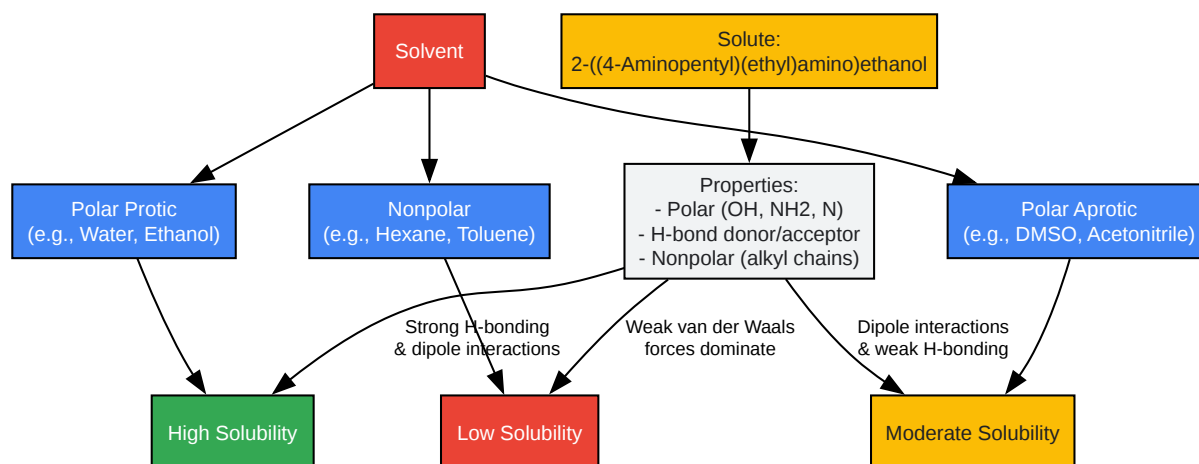 Solvent
Solute:
2-((4-Aminopentyl)(ethyl)amino)ethanol
Polar Protic
(e.g., Water, Ethanol)
Nonpolar
(e.g., Hexane, Toluene)
Properties:
- Polar (OH, NH2, N)
- H-bond donor/acceptor
- Nonpolar (alkyl chains)
Polar Aprotic
(e.g., DMSO, Acetonitrile)
Strong H-bonding
& dipole interactions
Weak van der Waals
forces dominate
Dipole interactions
& weak H-bonding
High Solubility
Low Solubility
Moderate Solubility